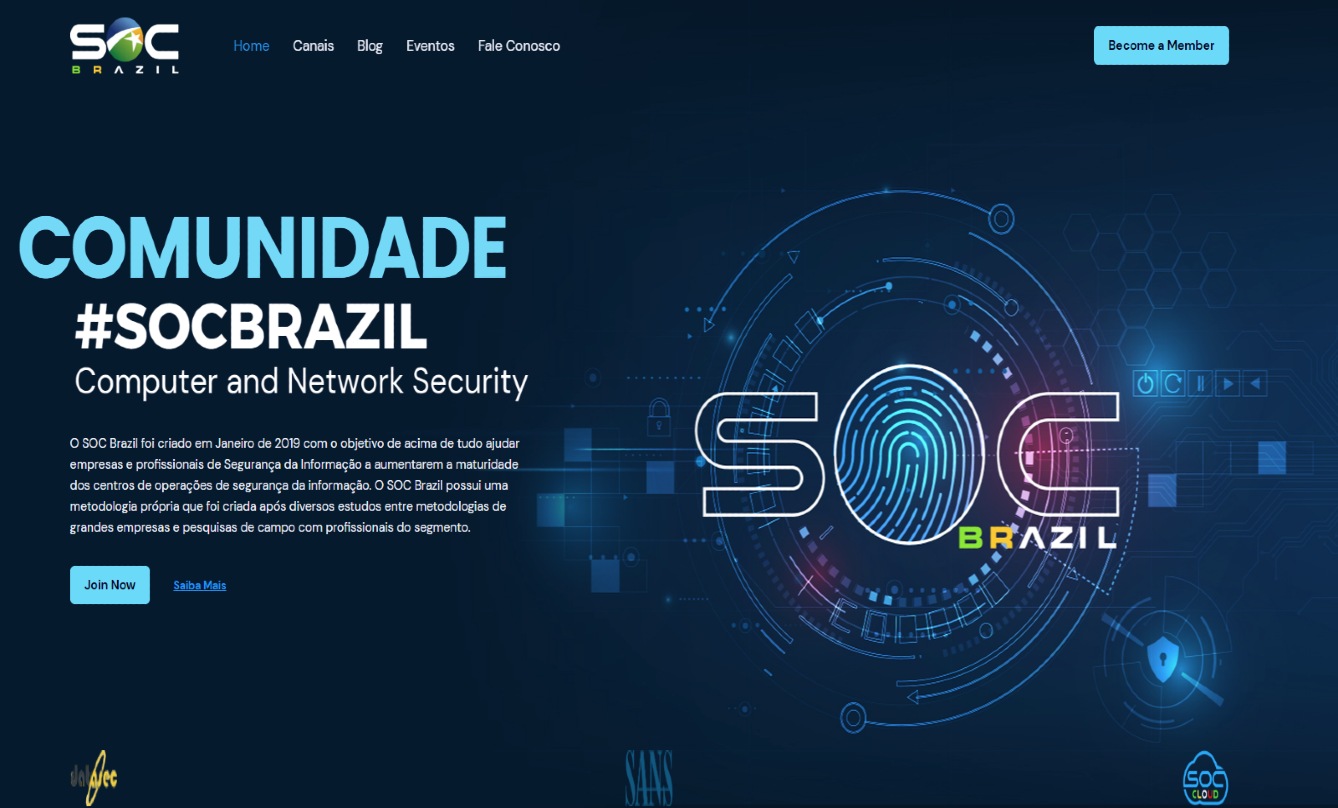 SOC
BRAZIL
Home
Canais
Blog
Eventos
Fale Conosco
Become a Member
COMUNIDADE
#SOCBRAZIL
Computer and Network Security
O SOC Brazil foi criado em Janeiro de 2019 com o objetivo de acima de tudo ajudar
empresas e profissionais de Segurança da Informação a aumentarem a maturidade
dos centros de operações de segurança da informação. O SOC Brazil possui uma
metodologia própria que foi criada após diversos estudos entre metodologias de
grandes empresas e pesquisas de campo com profissionais do segmento.
Join Now
Saiba Mais
SOC
BRAZIL
SANS
SOC
CLOUD